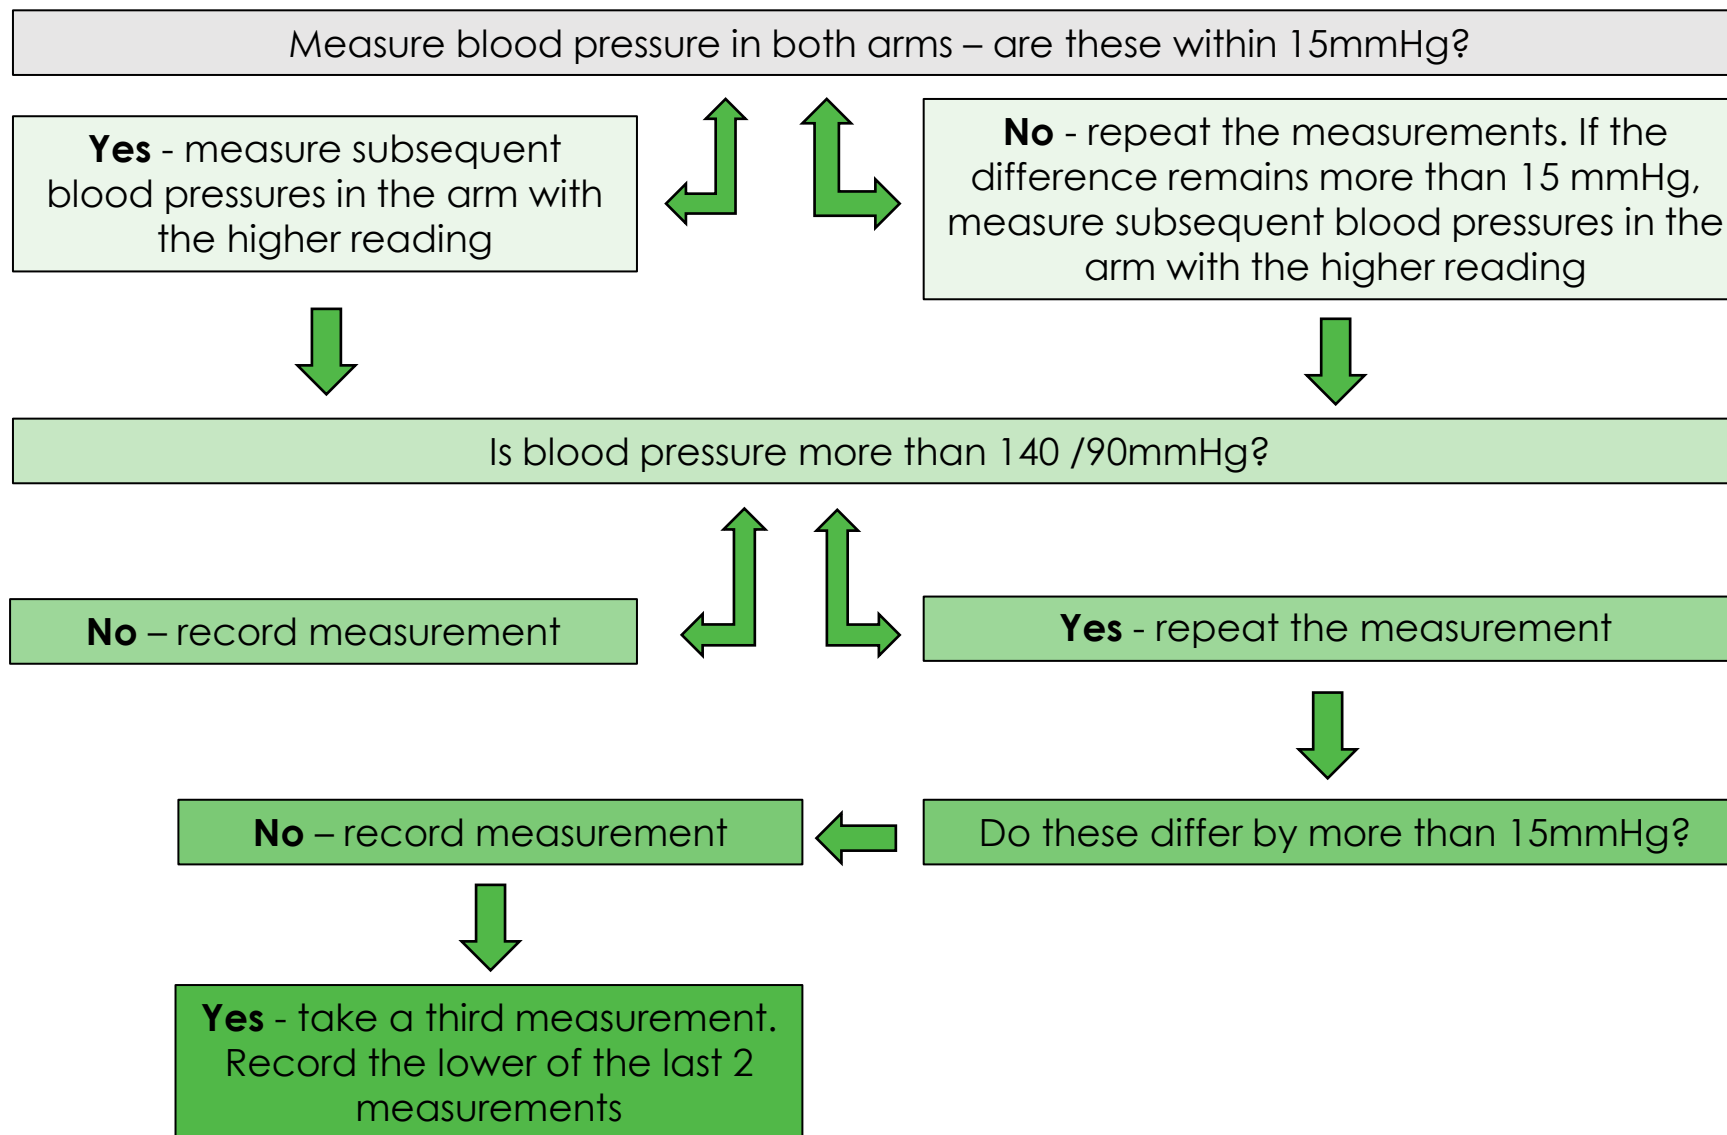 Measure blood pressure in both arms – are these within 15mmHg?
Yes - measure subsequent
blood pressures in the arm with
the higher reading
No - repeat the measurements. If the
difference remains more than 15 mmHg,
measure subsequent blood pressures in the
arm with the higher reading
Is blood pressure more than 140 /90mmHg?
No – record measurement
Yes - repeat the measurement
Do these differ by more than 15mmHg?
No – record measurement
Yes - take a third measurement.
Record the lower of the last 2
measurements